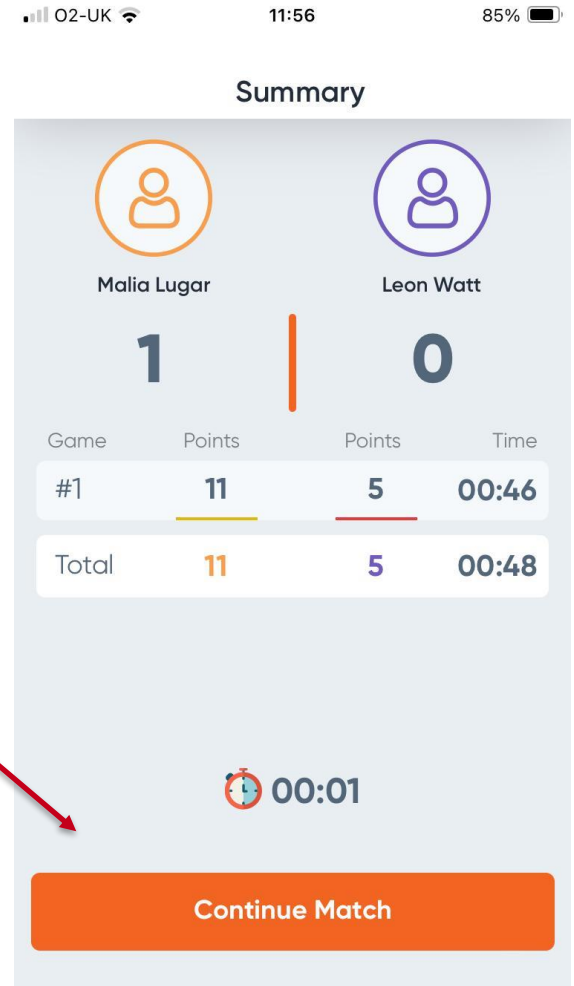 O2-UK 11:56 85%
Summary
Malia Lugar Leon Watt
1 0
Game Points Points Time
#1 11 5 00:46
Total 11 5 00:48
00:01
Continue Match